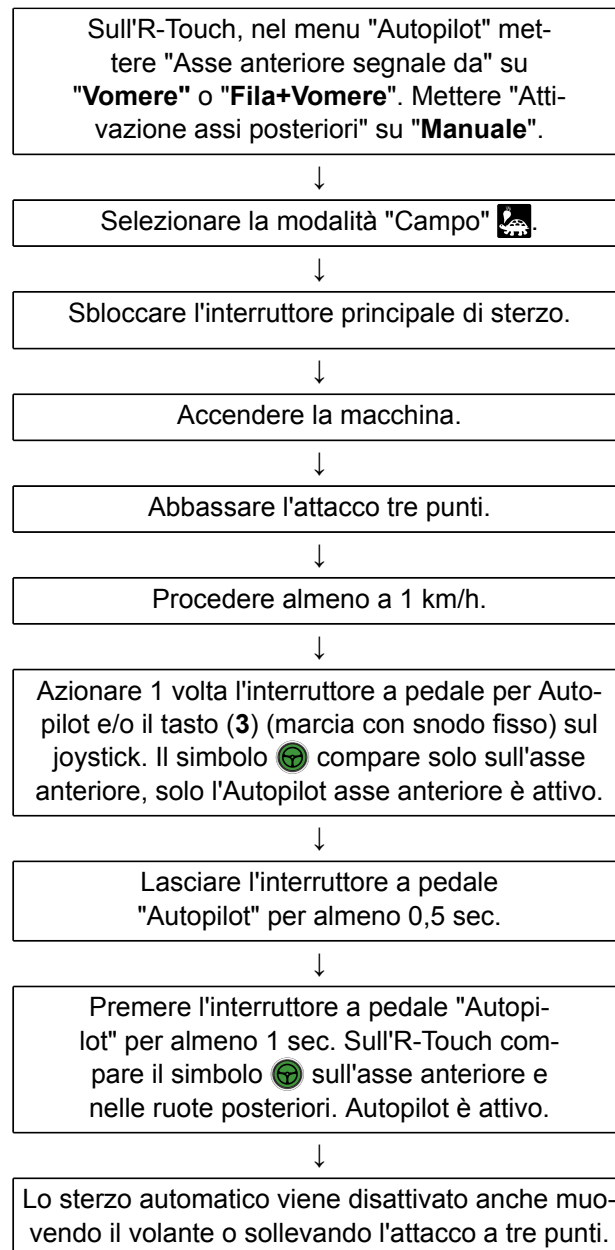 Sull'R-Touch, nel menu "Autopilot" met-
tere "Asse anteriore segnale da" su
"Vomere" o "Fila+Vomere". Mettere "Atti-
vazione assi posteriori" su "Manuale".
↓
Selezionare la modalità "Campo" .
↓
Sbloccare l'interruttore principale di sterzo.
↓
Accendere la macchina.
↓
Abbassare l'attacco tre punti.
↓
Procedere almeno a 1 km/h.
↓
Azionare 1 volta l'interruttore a pedale per Auto-
pilot e/o il tasto (3) (marcia con snodo fisso) sul
joystick. Il simbolo compare solo sull'asse
anteriore, solo l'Autopilot asse anteriore è attivo.
↓
Lasciare l'interruttore a pedale
"Autopilot" per almeno 0,5 sec.
↓
Premere l'interruttore a pedale "Autopi-
lot" per almeno 1 sec. Sull'R-Touch com-
pare il simbolo sull'asse anteriore e
nelle ruote posteriori. Autopilot è attivo.
↓
Lo sterzo automatico viene disattivato anche muo-
vendo il volante o sollevando l'attacco a tre punti.